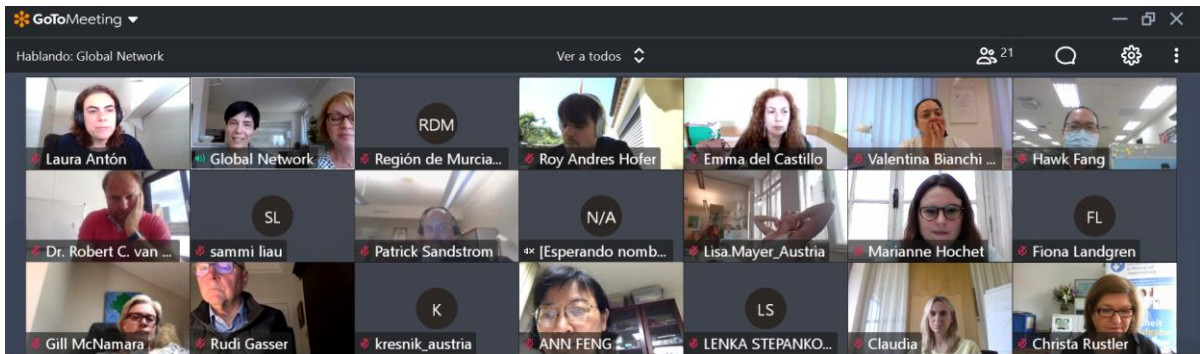 GoToMeeting
Hablando: Global Network
Ver a todos
21
Laura Antón
Global Network
RDM
Región de Murcia...
Roy Andres Hofer
Emma del Castillo
Valentina Bianchi ...
Hawk Fang
Dr. Robert C. van ...
SL
sammi liau
Patrick Sandstrom
N/A
[Esperando nomb...
Lisa.Mayer_Austria
Marianne Hochet
FL
Fiona Landgren
Gill McNamara
Rudi Gasser
K
kresnik_austria
ANN FENG
LS
LENKA STEPANKO...
Claudia
Christa Rustler